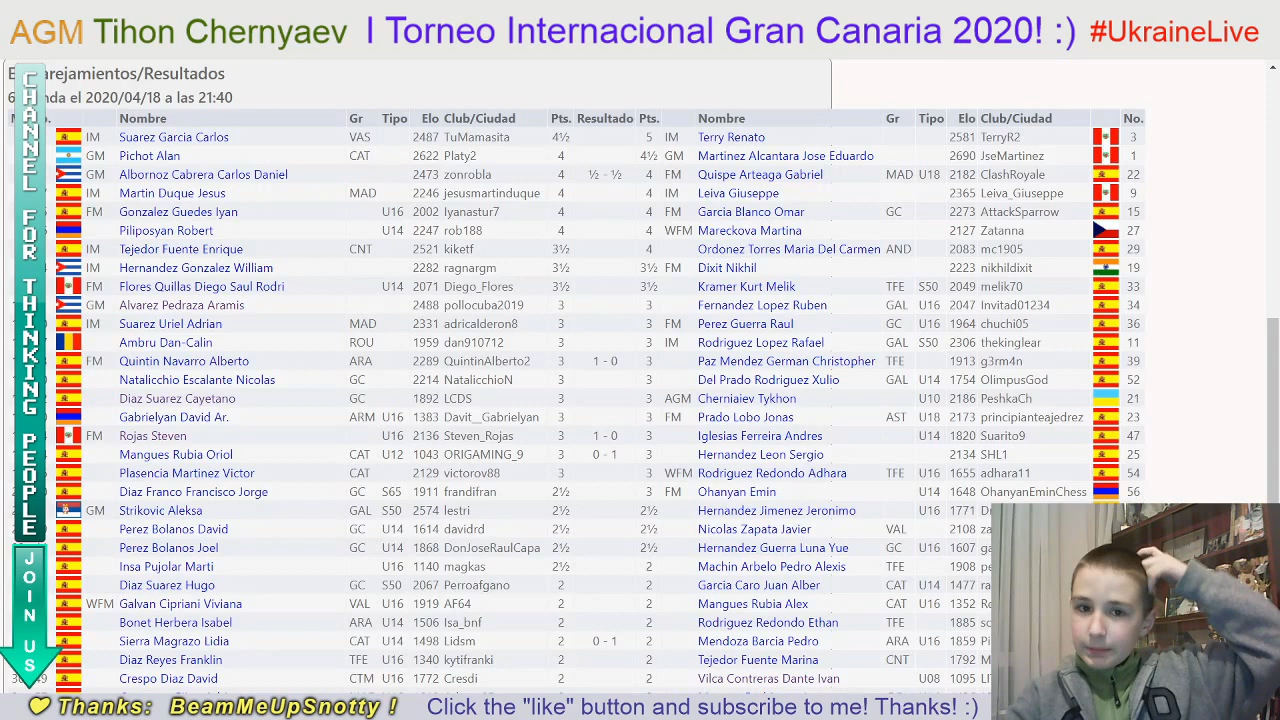 AGM Tihon Chernyaev I Torneo Internacional Gran Canaria 2020! :) #UkraineLive
arejamientos/Resultados
el 2020/04/18 a las 21:40
Nombre Gr Tipo Elo Club/Ciudad Pts. Resultado Pts. Nombre Gr Tipo Elo Club/Ciudad No.
IM Suarez Garcia Carlos VAS 2487 TuMamasita 4½ 5 IM Terry Renato 2581 TerryR2 3
GM Pichot Alan CAT 2622 Platy2 4 4½ GM Martinez Alcantara Jose Eduardo 2690 JseMartinez 1
GM Albornoz Cabrera Carlos Daniel 2473 zonrobla 4 ½ - ½ 4 FM Quispe Arteaga Gabriel MAD U18 2182 ClashRoyale 22
IM Martin Duque Jesus MAD 2246 jesusmartinduque 4 4 IM Leiva Giuseppe 2365 Leiva_Giuseppe 9
FM Gonzalez Guedes Iyan U16 2002 Iyanastur7 4 4 FM Garcia Blanco Omar GC 2273 AttackSparrow 15
Piliposyan Robert U14 2247 rob188 4 4 WFM Mareckova Martina 2127 Zatanna 27
IM Tejedor Fuente Enrique CNT 2521 kiketf 3½ 4 Ordonez Torres Maria Del Carmen AND 2083 mc1905 29
IM Hernandez Gonzalez William 2282 ragnargm 3½ 3½ FM Dixit Nikhil 2223 nikhildixit 19
FM Flores Quillas Diego Saul Rodri U14 2071 Diego_Flores 3½ 3½ Kramer Kurt Melik TFE S50 2049 melik70 33
GM Alvarez Pedraza Aramis 2488 polucuba2019 3 3 Fernandez Lopez Ruben GAL U16 2047 Invitad01234 34
IM Suarez Uriel Adrian MAD 2331 adricalderon8 3 3 FM Perez Guerra Raul GC U16 1964 chuchi05 36
Ambru Dan-Calin ROU 1959 dan910712 3 3 IM Rodriguez Lopez Rafael GAL S50 2306 thekinglear 11
FM Quintin Navarro Alberto ARA 2289 QuintinAlberto2 3 1 - 0 3 FM Paz Mendez German Christopher TFE 1913 g3rm4n 39
Natalicchio Escalante Nicolas GC 2214 NatalicchioN 3 3 Del Prado Rodriguez Xulio GAL U14 1754 OlimpusGod 52
Diaz Suarez Cayetano GC 1892 LCDS 3 3 AGM Cherniaiev Tykhon U10 2186 PeshkaCh 21
Gabrielyan David Ar. ARM U16 1383 Davit__Gabrielyan 3 3 FM Prado Lobo Jonas AST U18 2173 principianteajedrez 23
FM Rojas Steven U16 2136 Steven_Rojas 3 1 - 0 3 Iglesias Ferreira Andres U14 1820 Suarito9 47
Mangues Rubia Oriol CAT U12 1043 ORIGAMING_9 3 0 - 1 3 Hernandez Leon Sergio 2134 SHL1 25
Plasencia Martinez Victor CAT 2129 victorplas 3 3 WFM Rodriguez Redondo Adhara TFE U16 1655 adhara11 54
Diaz Franco Francisco Jorge GC S65 1911 frandifran 2½ 3 FM Ohanyan Emin U14 1648 OhanyanEminChess 56
GM Strikovic Aleksa GAL S50 2574 lestri 2½ 2½ Hernandez Jimenez Jeronimo U16 1771
Perez Bolanos David GC U14 1614 davidrd 2½ 2½ Nicolas Zapata Javier VAL 2108
Perez Bolanos Joel GC U14 1868 DonJoseRaulCapa 2½ 2½ Hernandez Guerra Luna Yue GC U16 1607
Insa Pujolar Marti U16 1140 magkas 2½ 2 Machin Arbelo Pedro Alexis TFE 1908
Diaz Suarez Hugo GC S50 2067 Perroafgano 2 2 Garcia Carcelen Alber CAT U14 1477
WFM Galvan Cipriani Viviana VAL U16 1919 AF64 2 2 Mangues Rubia Alex CAT U16 1352
Bonet Herbera Isabel ARA U14 1506 Isa_bnf 2 2 Rodriguez Redondo Ethan TFE 1885
Sierra Magrazo Lidia CAT U14 1498 Lidsm 2 0 - 1 2 Mendoza Bonet Pedro ARA U16 1859
Diaz Reyes Franklin TFE U16 1340 kytifranki 2 2 Tejedor Fuente Marina CNT 1792
Crespo Diaz David CTM U16 1772 Cresdi 2 2 Vilca Contreras Dante Ivan U08 1095
CHANNEL FOR THINKING PEOPLE
JOIN US
Thanks: BeamMeUpSnotty ! Click the "like" button and subscribe to me! Thanks! :)